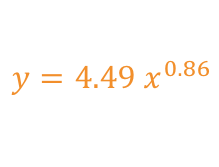 y = 4.49 x^0.86